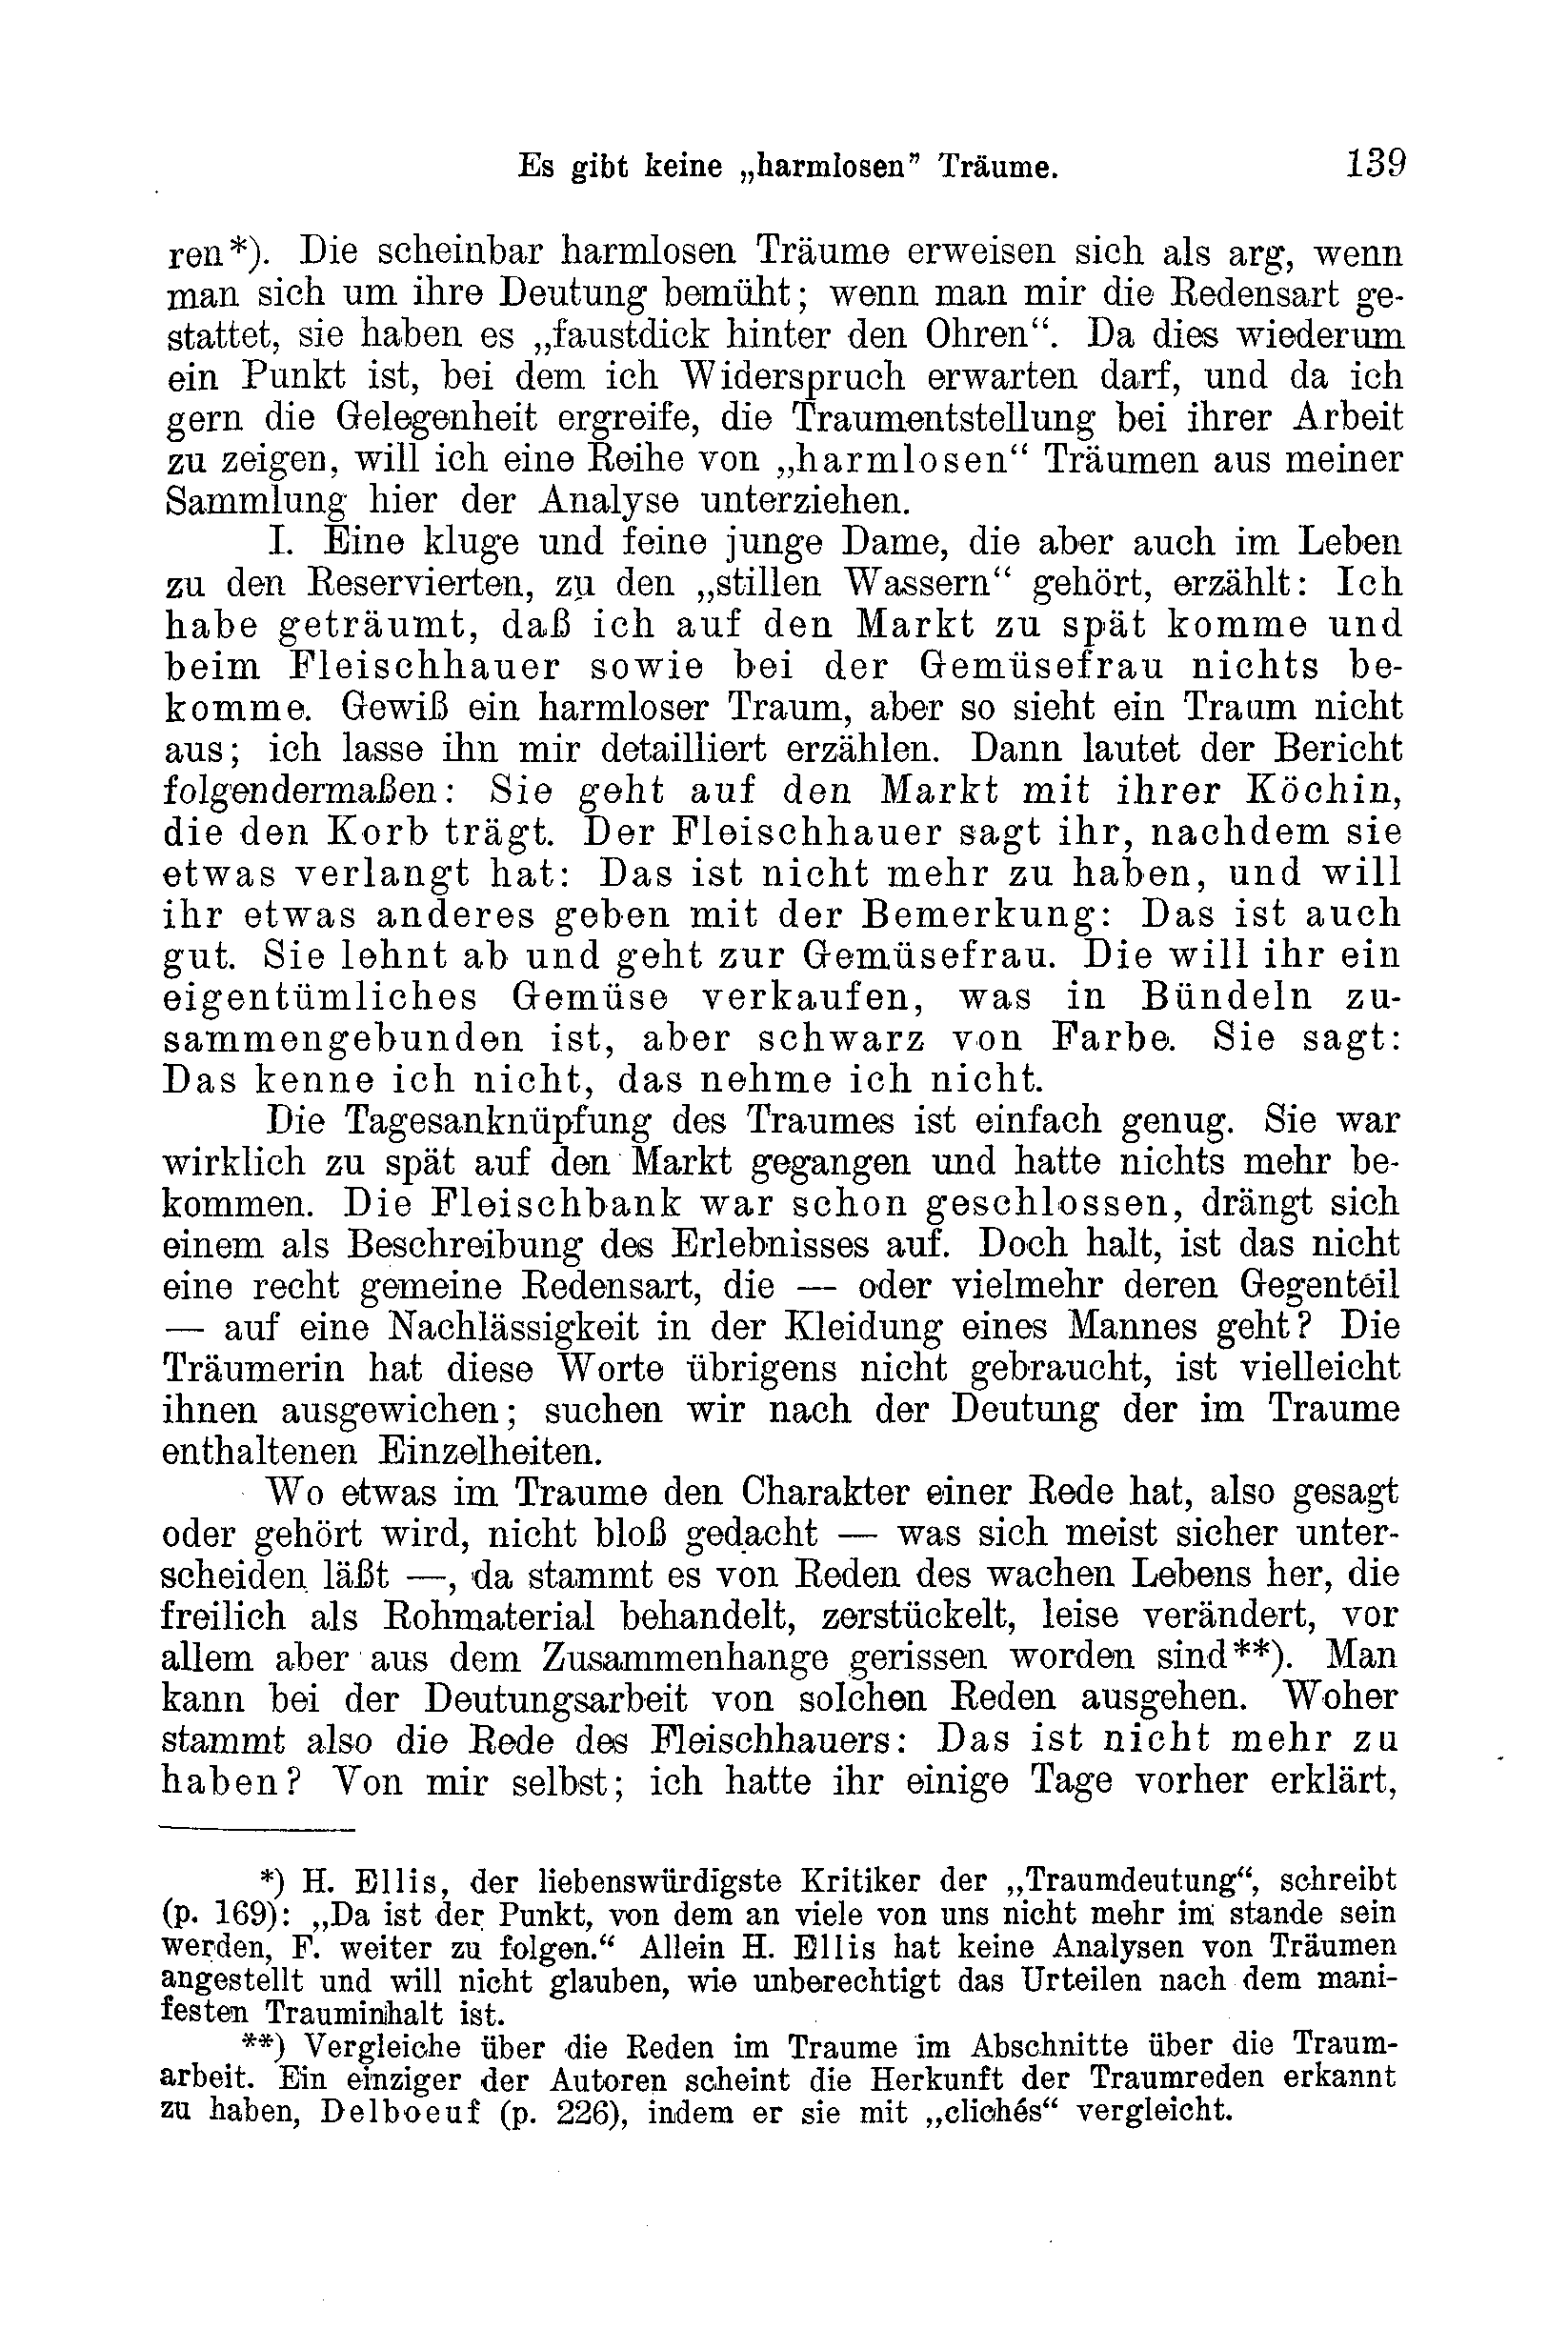 Es gibt keine „harmlosen” Träume. 139
ren*). Die scheinbar harmlosen Träume erweisen sich als arg, wenn
man sich um ihre Deutung bemüht; wenn man mir die Redensart ge-
stattet, sie haben es „faustdick hinter den Ohren“. Da dies wiederum
ein Punkt ist, bei dem ich Widerspruch erwarten darf, und da ich
gern die Gelegenheit ergreife, die Traumentstellung bei ihrer Arbeit
zu zeigen, will ich eine Reihe von „harmlosen“ Träumen aus meiner
Sammlung hier der Analyse unterziehen.
I. Eine kluge und feine junge Dame, die aber auch im Leben
zu den Reservierten, zu den „stillen Wassern“ gehört, erzählt: Ich
habe geträumt, daß ich auf den Markt zu spät komme und
beim Fleischhauer sowie bei der Gemüsefrau nichts be-
komme. Gewiß ein harmloser Traum, aber so sieht ein Traum nicht
aus; ich lasse ihn mir detailliert erzählen. Dann lautet der Bericht
folgendermaßen: Sie geht auf den Markt mit ihrer Köchin,
die den Korb trägt. Der Fleischhauer sagt ihr, nachdem sie
etwas verlangt hat: Das ist nicht mehr zu haben, und will
ihr etwas anderes geben mit der Bemerkung: Das ist auch
gut. Sie lehnt ab und geht zur Gemüsefrau. Die will ihr ein
eigentümliches Gemüse verkaufen, was in Bündeln zu-
sammengebunden ist, aber schwarz von Farbe. Sie sagt:
Das kenne ich nicht, das nehme ich nicht.
Die Tagesanknüpfung des Traumes ist einfach genug. Sie war
wirklich zu spät auf den Markt gegangen und hatte nichts mehr be-
kommen. Die Fleischbank war schon geschlossen, drängt sich
einem als Beschreibung des Erlebnisses auf. Doch halt, ist das nicht
eine recht gemeine Redensart, die — oder vielmehr deren Gegenteil
— auf eine Nachlässigkeit in der Kleidung eines Mannes geht? Die
Träumerin hat diese Worte übrigens nicht gebraucht, ist vielleicht
ihnen ausgewichen; suchen wir nach der Deutung der im Traume
enthaltenen Einzelheiten.
Wo etwas im Traume den Charakter einer Rede hat, also gesagt
oder gehört wird, nicht bloß gedacht — was sich meist sicher unter-
scheiden läßt —, da stammt es von Reden des wachen Lebens her, die
freilich als Rohmaterial behandelt, zerstückelt, leise verändert, vor
allem aber aus dem Zusammenhange gerissen worden sind**). Man
kann bei der Deutungsarbeit von solchen Reden ausgehen. Woher
stammt also die Rede des Fleischhauers: Das ist nicht mehr zu
haben? Von mir selbst; ich hatte ihr einige Tage vorher erklärt,
*) H. Ellis, der liebenswürdigste Kritiker der „Traumdeutung“, schreibt
(p. 169): „Da ist der Punkt, von dem an viele von uns nicht mehr im stande sein
werden, F. weiter zu folgen.“ Allein H. Ellis hat keine Analysen von Träumen
angestellt und will nicht glauben, wie unberechtigt das Urteilen nach dem mani-
festen Trauminhalt ist.
**) Vergleiche über die Reden im Traume im Abschnitte über die Traum-
arbeit. Ein einziger der Autoren scheint die Herkunft der Traumreden erkannt
zu haben, Delboeuf (p. 226), indem er sie mit „clichés“ vergleicht.